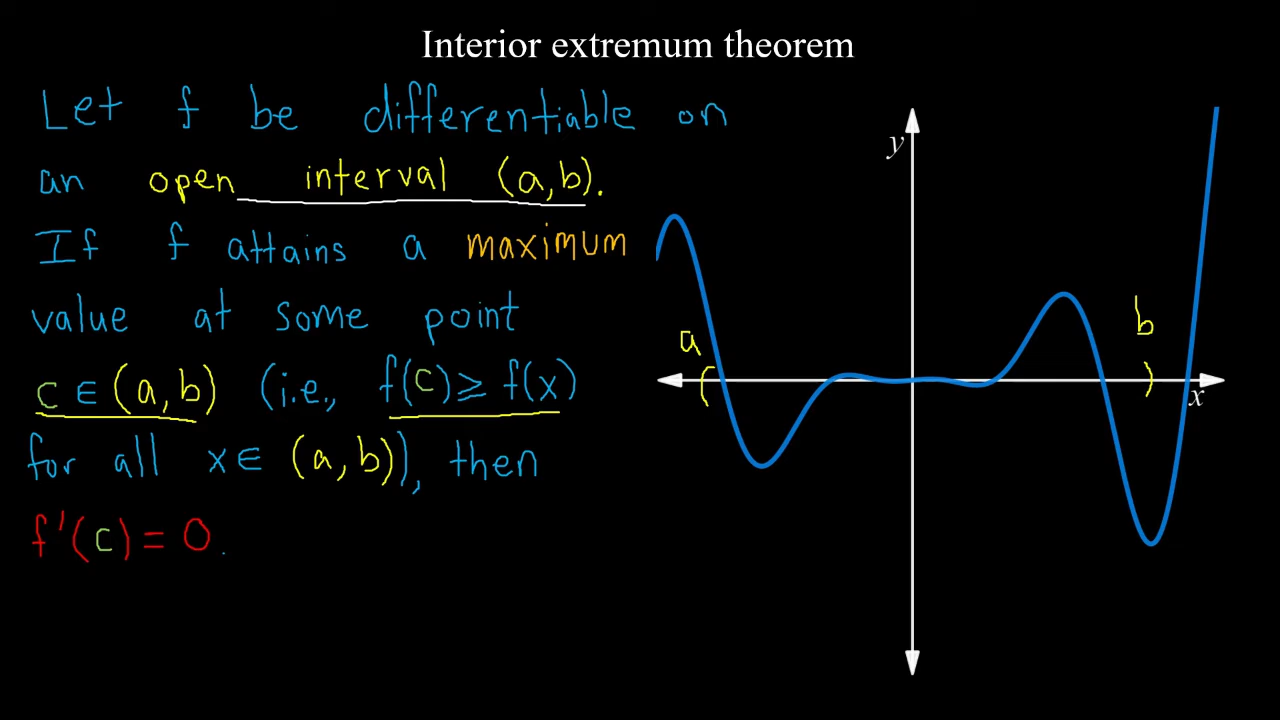 Interior extremum theorem
Let f be differentiable on
an open interval (a,b).
If f attains a maximum
value at some point
c ∈ (a,b) (i.e., f(c) ≥ f(x)
for all x ∈ (a,b)), then
f'(c) = 0.
y
a
b
(
)
x